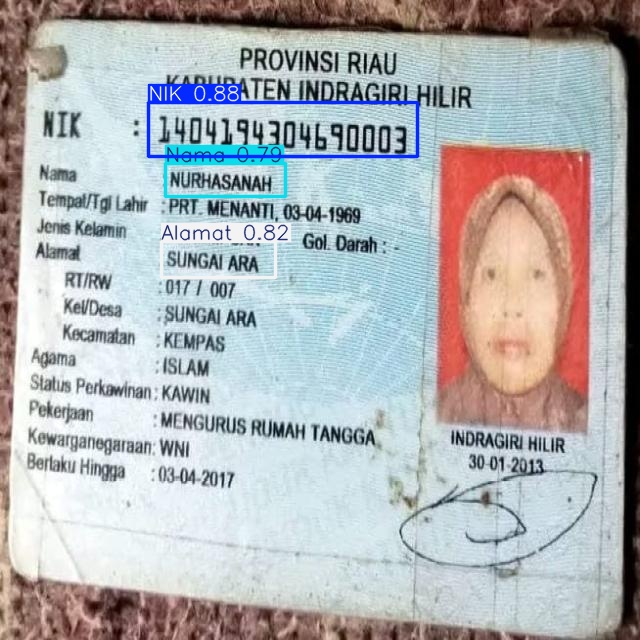 PROVINSI RIAU
KABUPATEN INDRAGIRI HILIR
NIK 0.88
NIK : 1404194304690003
Nama 0.79
Nama NURHASANAH
Tempat/Tgl Lahir : PRT. MENANTI, 03-04-1969
Jenis Kelamin Gol. Darah : -
Alamat 0.82
Alamat SUNGAI ARA
RT/RW : 017 / 007
Kel/Desa : SUNGAI ARA
Kecamatan : KEMPAS
Agama : ISLAM
Status Perkawinan: KAWIN
Pekerjaan : MENGURUS RUMAH TANGGA
Kewarganegaraan: WNI
Berlaku Hingga : 03-04-2017
INDRAGIRI HILIR
30-01-2013